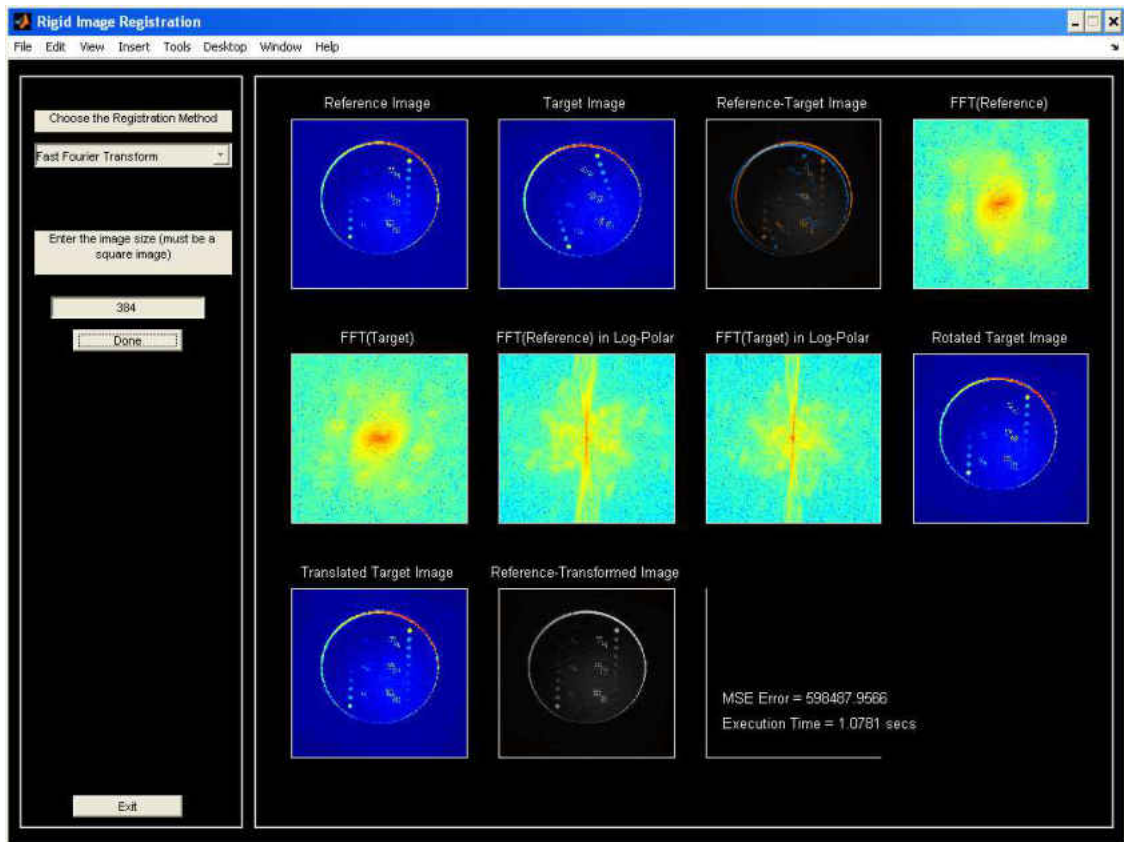 Rigid Image Registration
File Edit View Insert Tools Desktop Window Help
Choose the Registration Method
Fast Fourier Transform
Enter the image size (must be a
square image)
384
Done
Exit
Reference Image
Target Image
Reference-Target Image
FFT(Reference)
FFT(Target)
FFT(Reference) in Log-Polar
FFT(Target) in Log-Polar
Rotated Target Image
Translated Target Image
Reference-Transformed Image
MSE Error = 598487.9566
Execution Time = 1.0781 secs